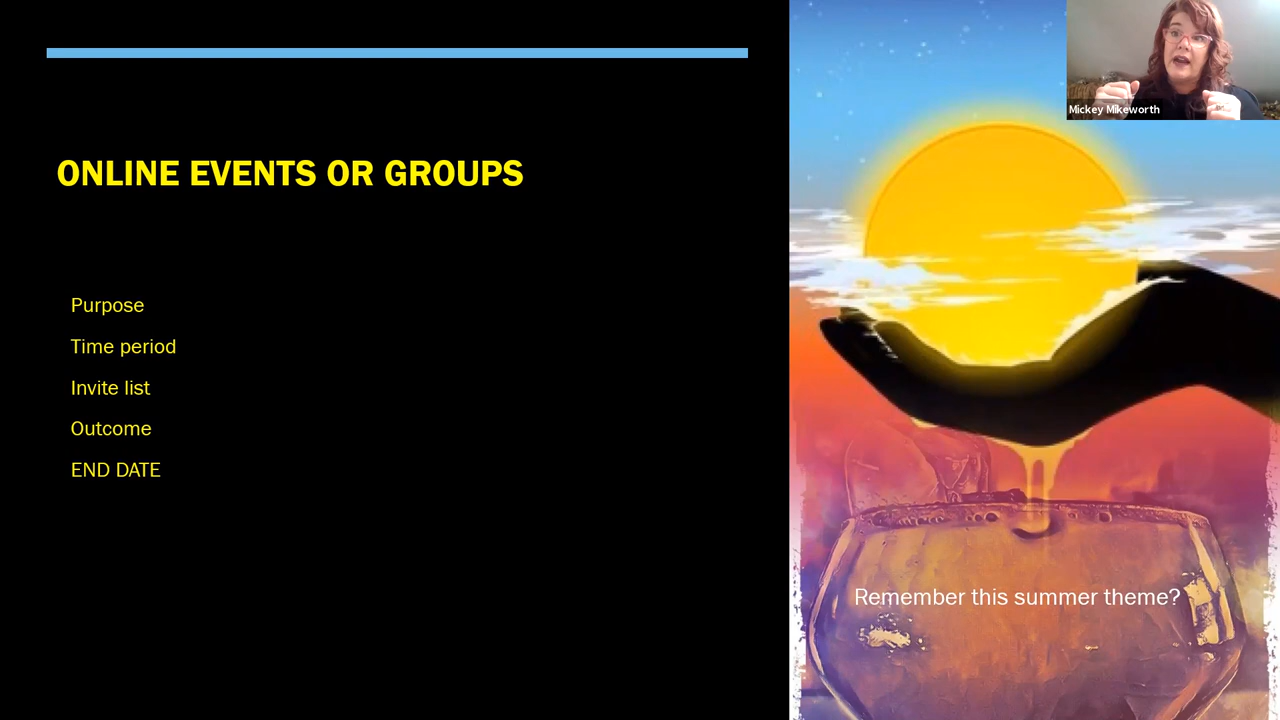 ONLINE EVENTS OR GROUPS
Purpose
Time period
Invite list
Outcome
END DATE
Mickey Mikeworth
Remember this summer theme?